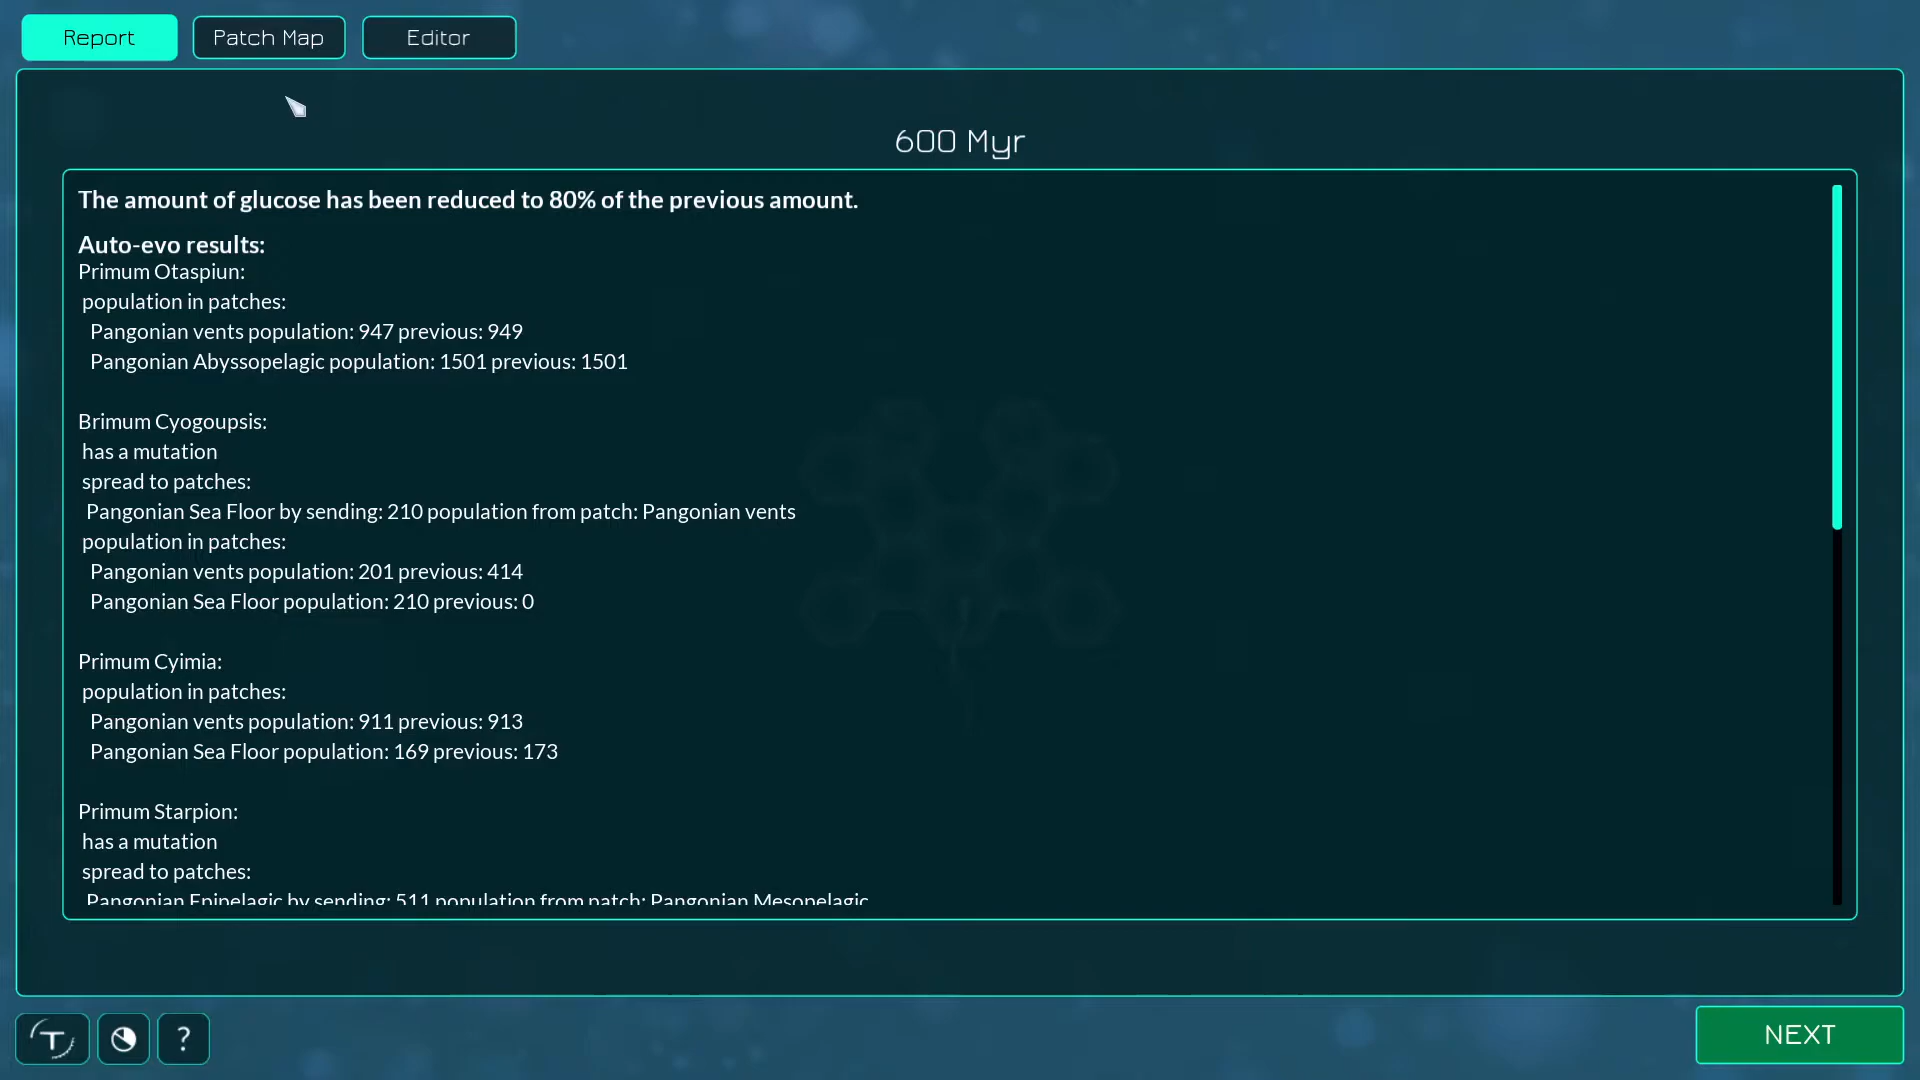 Report
Patch Map
Editor
600 Myr
The amount of glucose has been reduced to 80% of the previous amount.
Auto-evo results:
Primum Otaspiun:
population in patches:
Pangonian vents population: 947 previous: 949
Pangonian Abyssopelagic population: 1501 previous: 1501
Brimum Cyogoupsis:
has a mutation
spread to patches:
Pangonian Sea Floor by sending: 210 population from patch: Pangonian vents
population in patches:
Pangonian vents population: 201 previous: 414
Pangonian Sea Floor population: 210 previous: 0
Primum Cyimia:
population in patches:
Pangonian vents population: 911 previous: 913
Pangonian Sea Floor population: 169 previous: 173
Primum Starpion:
has a mutation
spread to patches:
Pangonian Epipelagic by sending: 511 population from patch: Pangonian Mesopelagic
T
?
NEXT